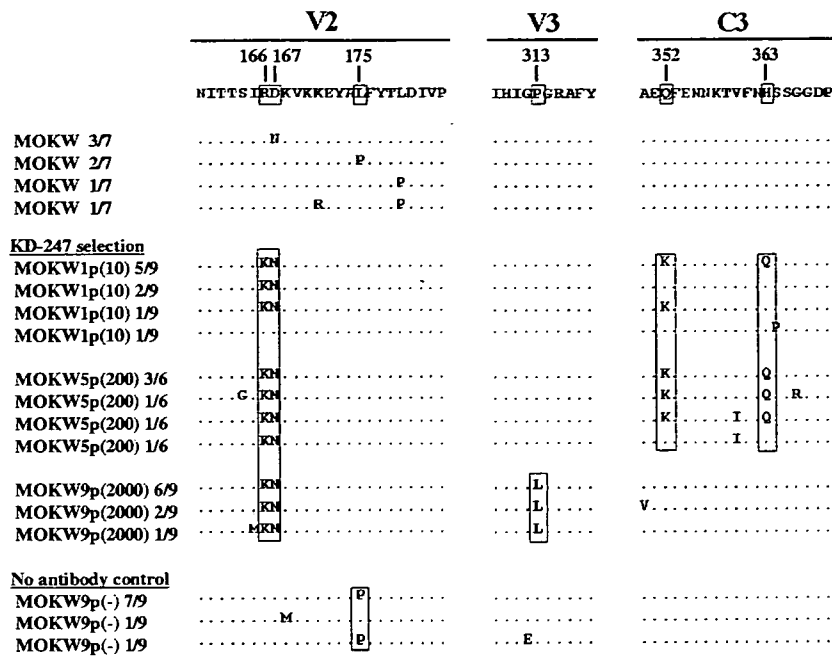 V2 V3 C3
166 167 175 313 352 363
NITTSIRDKVKKEYALFYTLDIVP IHIGPGRAFY AEQFENNKTVFNHSSGGDP
MOKW 3/7 .......N................ .......... ...................
MOKW 2/7 ...............P........ .......... ...................
MOKW 1/7 ...................P.... .......... ...................
MOKW 1/7 ...........R.......P.... .......... ...................
KD-247 selection
MOKW1p(10) 5/9 ......KN................ .......... ..K.........Q......
MOKW1p(10) 2/9 ......KN................ .......... ...................
MOKW1p(10) 1/9 ......KN................ .......... ..K................
MOKW1p(10) 1/9 ........................ .......... .............P.....
MOKW5p(200) 3/6 ......KN................ .......... ..K.........Q......
MOKW5p(200) 1/6 ....G.KN................ .......... ..K.........Q..R...
MOKW5p(200) 1/6 ......KN................ .......... ..K......I..Q......
MOKW5p(200) 1/6 ......KN................ .......... .........I.........
MOKW9p(2000) 6/9 ......KN................ ....L..... ...................
MOKW9p(2000) 2/9 ......KN................ ....L..... V..................
MOKW9p(2000) 1/9 .....MKN................ ....L..... ...................
No antibody control
MOKW9p(-) 7/9 ...............P........ .......... ...................
MOKW9p(-) 1/9 ........M............... .......... ...................
MOKW9p(-) 1/9 ...............P........ ...E...... ...................